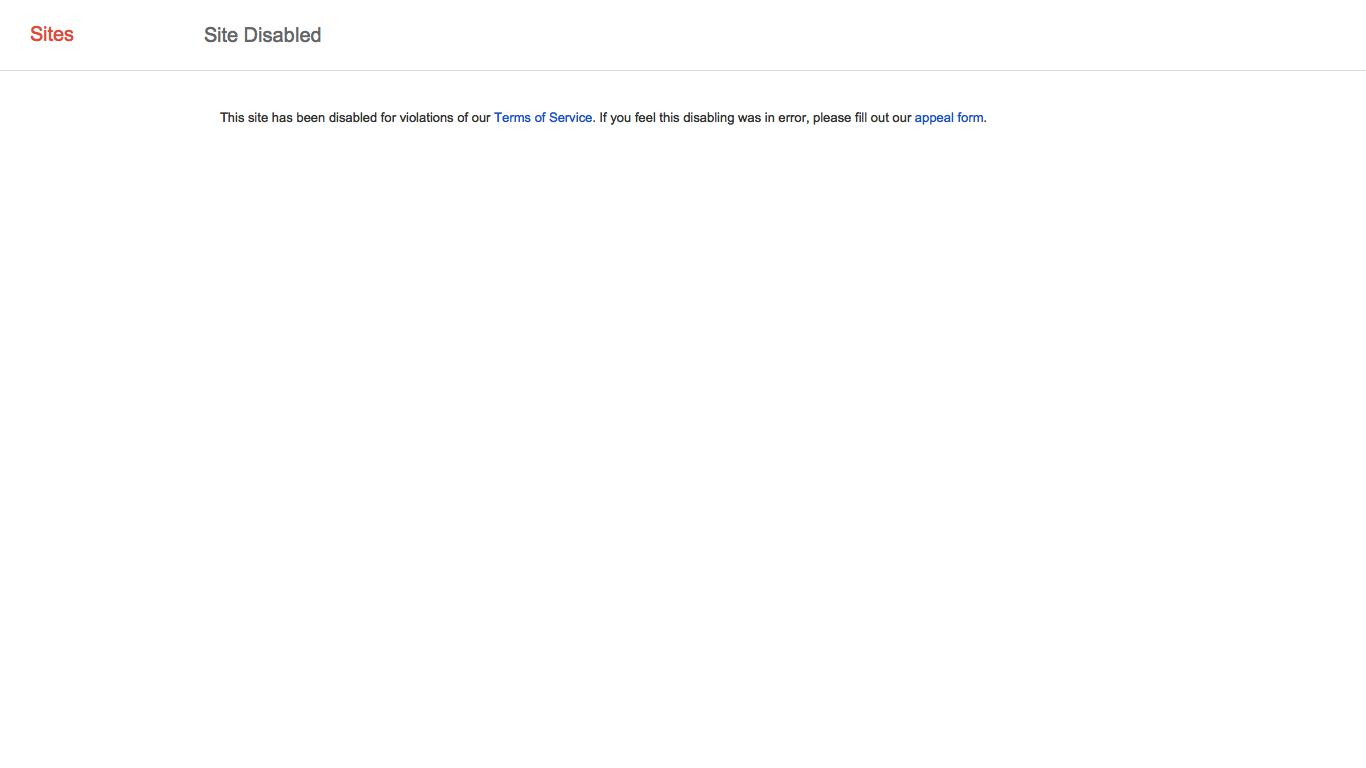 Sites
Site Disabled
This site has been disabled for violations of our Terms of Service. If you feel this disabling was in error, please fill out our appeal form.